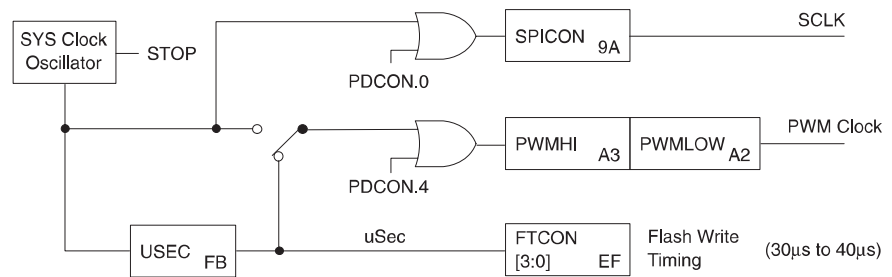 SYS Clock
Oscillator
STOP
PDCON.0
SPICON
9A
SCLK
PDCON.4
PWMHI
A3
PWMLOW
A2
PWM Clock
USEC
FB
uSec
FTCON
[3:0]
EF
Flash Write
Timing
(30µs to 40µs)